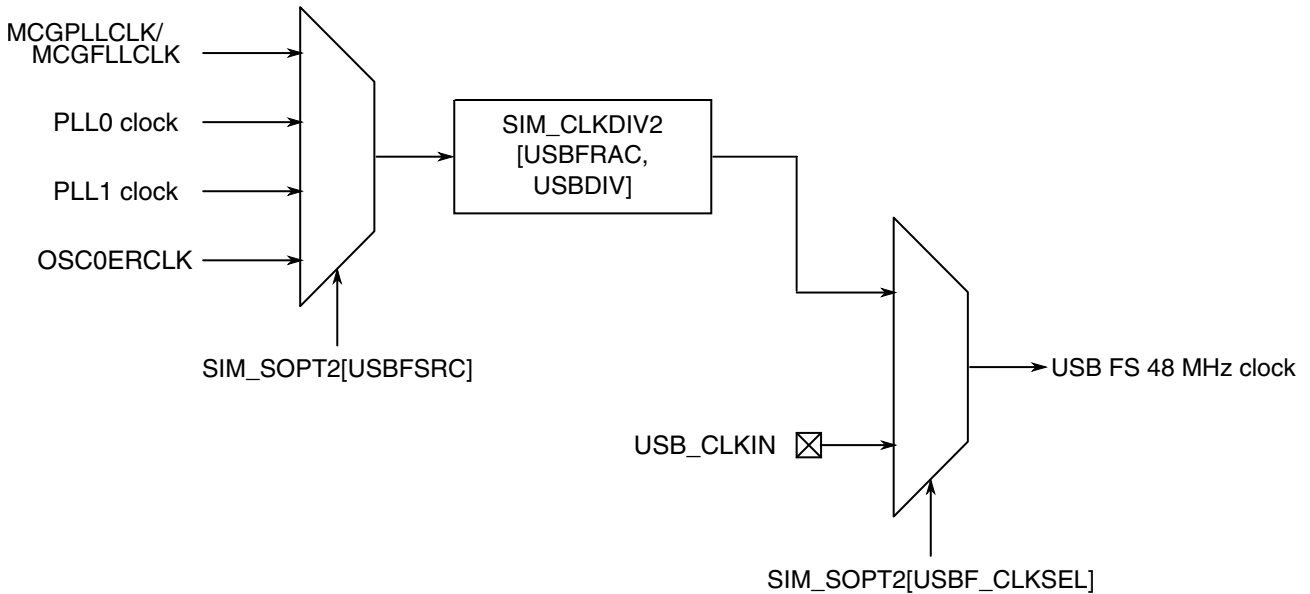 MCGPLLCLK/
MCGFLLCLK
PLL0 clock
PLL1 clock
OSC0ERCLK
SIM_SOPT2[USBFSRC]
SIM_CLKDIV2
[USBFRAC,
USBDIV]
USB_CLKIN
SIM_SOPT2[USBF_CLKSEL]
USB FS 48 MHz clock